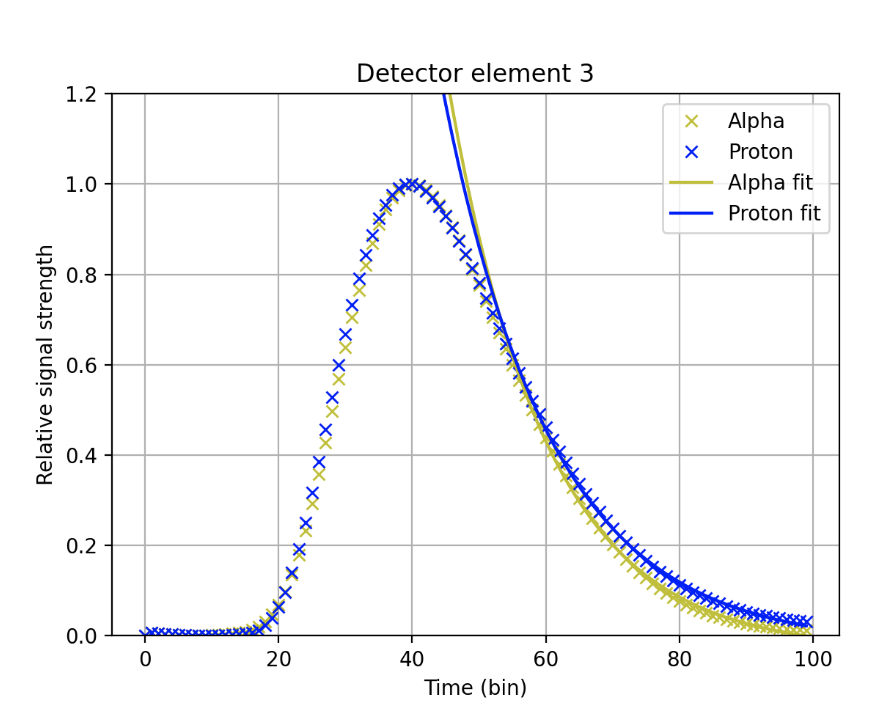 Detector element 3
Relative signal strength
1.2
1.0
0.8
0.6
0.4
0.2
0.0
Alpha
Proton
Alpha fit
Proton fit
0 20 40 60 80 100
Time (bin)